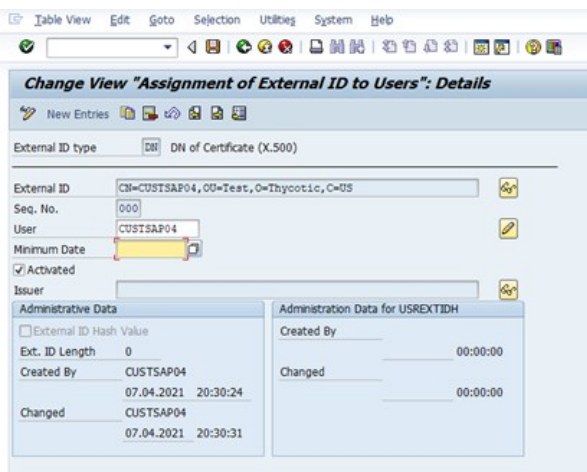 Table View Edit Goto Selection Utilities System Help
Change View "Assignment of External ID to Users": Details
New Entries
External ID type DN DN of Certificate (X.500)
External ID CN=CUSTSAP04,OU=Test,O=Thycotic,C=US
Seq. No. 000
User CUSTSAP04
Minimum Date
Activated
Issuer
Administrative Data
External ID Hash Value
Ext. ID Length 0
Created By CUSTSAP04
07.04.2021 20:30:24
Changed CUSTSAP04
07.04.2021 20:30:31
Administration Data for USREXTIDH
Created By
00:00:00
Changed
00:00:00